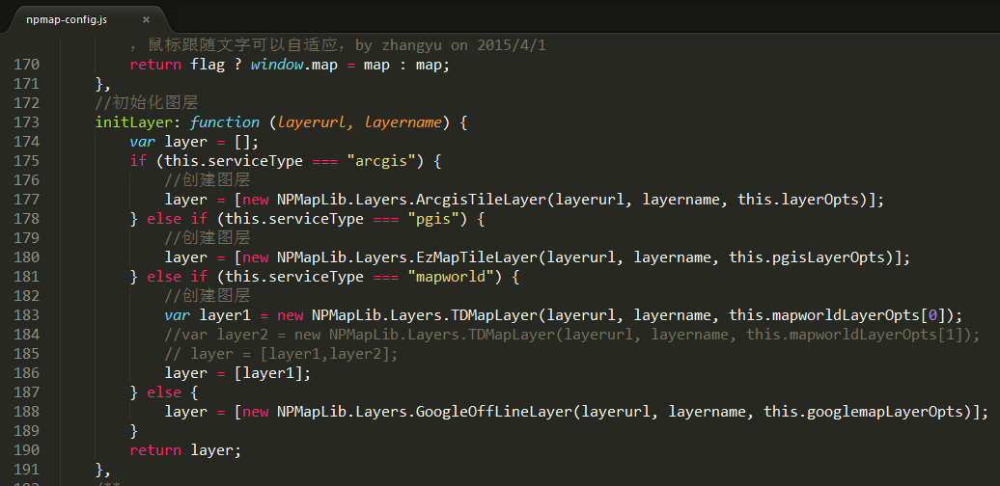 npmap-config.js ×
, 鼠标跟随文字可以自适应, by zhangyu on 2015/4/1
170 return flag ? window.map = map : map;
171 },
172 //初始化图层
173 initLayer: function (layerurl, layername) {
174 var layer = [];
175 if (this.serviceType === "arcgis") {
176 //创建图层
177 layer = [new NPMapLib.Layers.ArcgisTileLayer(layerurl, layername, this.layerOpts)];
178 } else if (this.serviceType === "pgis") {
179 //创建图层
180 layer = [new NPMapLib.Layers.EzMapTileLayer(layerurl, layername, this.pgisLayerOpts)];
181 } else if (this.serviceType === "mapworld") {
182 //创建图层
183 var layer1 = new NPMapLib.Layers.TDMapLayer(layerurl, layername, this.mapworldLayerOpts[0]);
184 //var layer2 = new NPMapLib.Layers.TDMapLayer(layerurl, layername, this.mapworldLayerOpts[1]);
185 // layer = [layer1,layer2];
186 layer = [layer1];
187 } else {
188 layer = [new NPMapLib.Layers.GoogleOffLineLayer(layerurl, layername, this.googlemapLayerOpts)];
189 }
190 return layer;
191 },